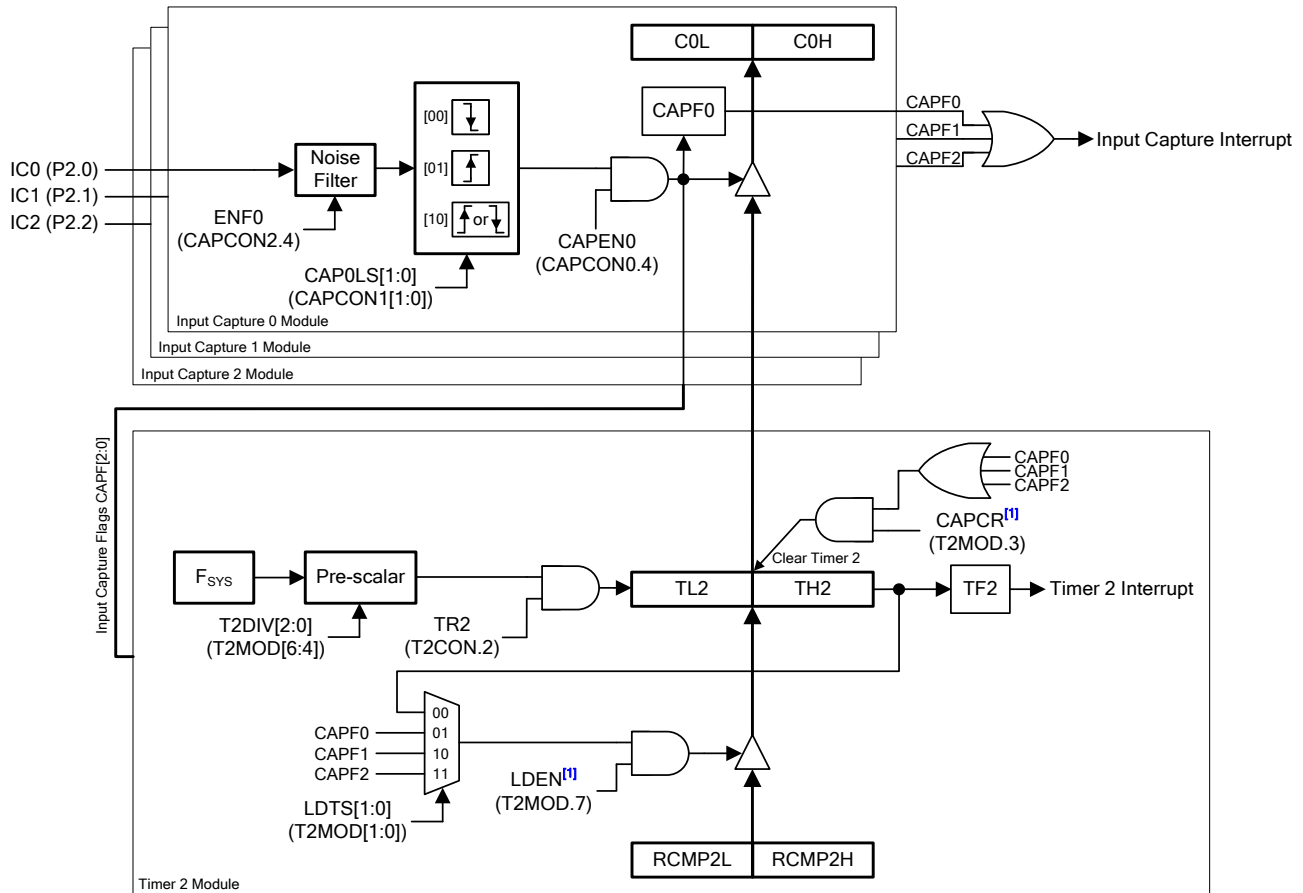 C0L
C0H
CAPF0
CAPF0
CAPF1
CAPF2
Input Capture Interrupt
[00]
[01]
[10]
or
IC0 (P2.0)
IC1 (P2.1)
IC2 (P2.2)
Noise
Filter
ENF0
(CAPCON2.4)
CAP0LS[1:0]
(CAPCON1[1:0])
CAPEN0
(CAPCON0.4)
Input Capture 0 Module
Input Capture 1 Module
Input Capture 2 Module
Input Capture Flags CAPF[2:0]
CAPF0
CAPF1
CAPF2
CAPCR[1]
(T2MOD.3)
Clear Timer 2
FSYS
Pre-scalar
TL2
TH2
TF2
Timer 2 Interrupt
T2DIV[2:0]
(T2MOD[6:4])
TR2
(T2CON.2)
00
CAPF0
01
CAPF1
10
CAPF2
11
LDTS[1:0]
(T2MOD[1:0])
LDEN[1]
(T2MOD.7)
RCMP2L
RCMP2H
Timer 2 Module